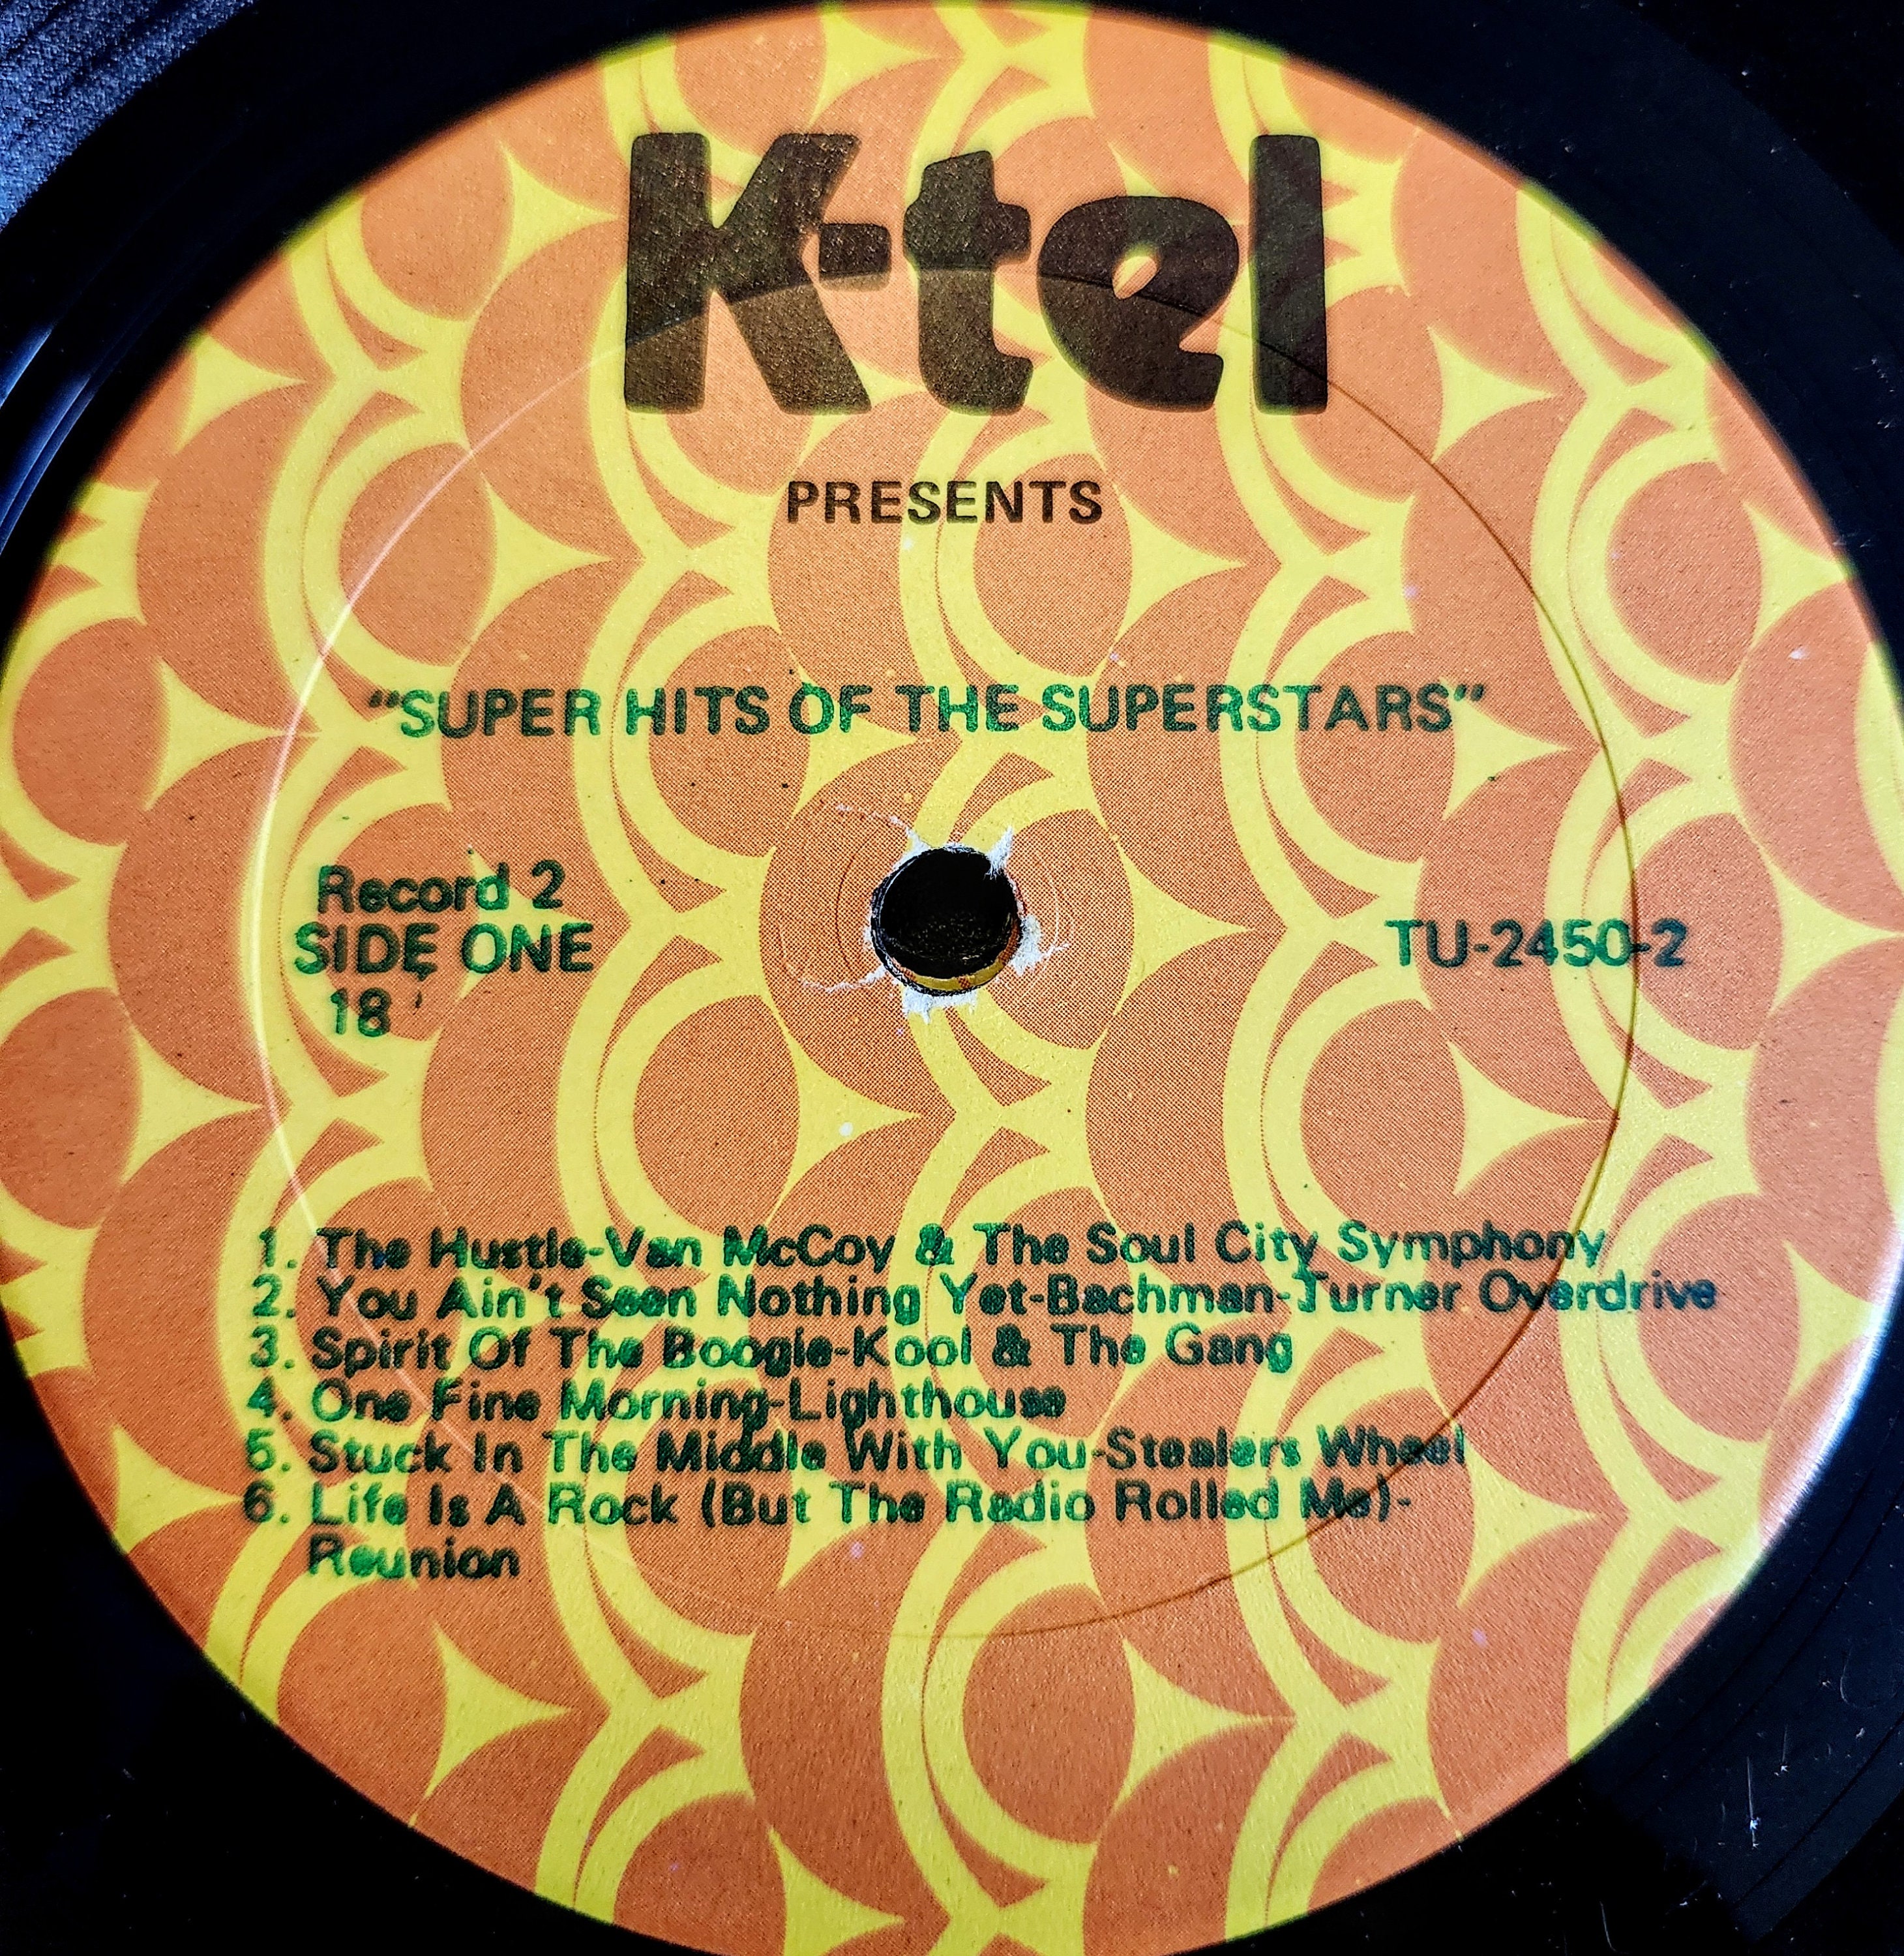 K-tel
PRESENTS
“SUPER HITS OF THE SUPERSTARS”
Record 2
SIDE ONE
18
TU-2450-2
1. The Hustle-Van McCoy & The Soul City Symphony
2. You Ain't Seen Nothing Yet-Bachman-Turner Overdrive
3. Spirit Of The Boogie-Kool & The Gang
4. One Fine Morning-Lighthouse
5. Stuck In The Middle With You-Stealers Wheel
6. Life Is A Rock (But The Radio Rolled Me)-
Reunion